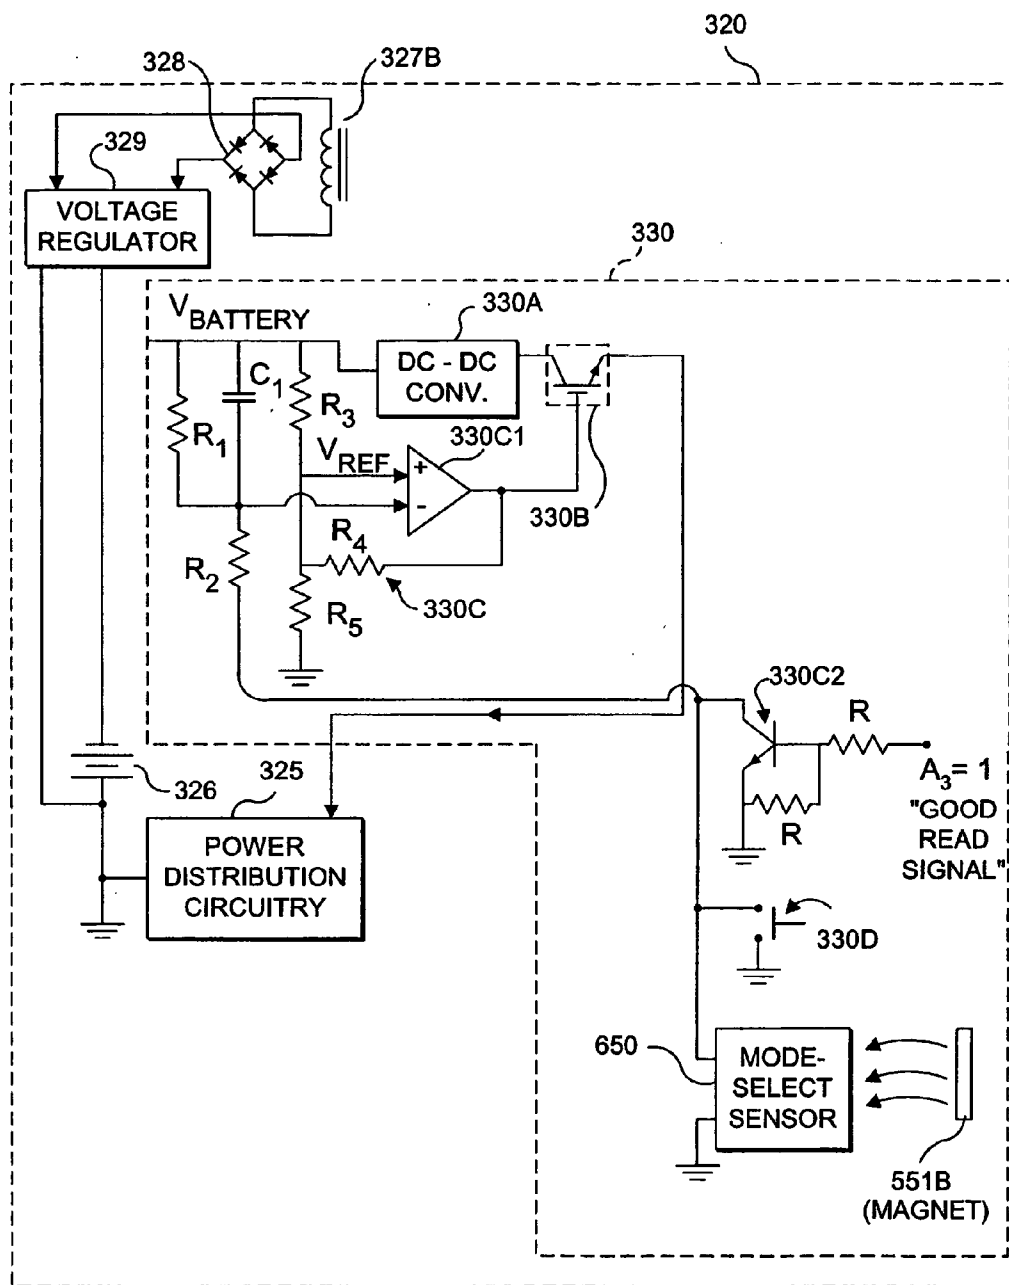 320
328
327B
329
VOLTAGE
REGULATOR
330
V BATTERY
330A
DC - DC
CONV.
C1
R3
R1
VREF
330C1
+
-
330B
R4
R2
330C
R5
330C2
R
A3= 1
"GOOD
READ
SIGNAL"
R
326
325
POWER
DISTRIBUTION
CIRCUITRY
330D
650
MODE-
SELECT
SENSOR
551B
(MAGNET)